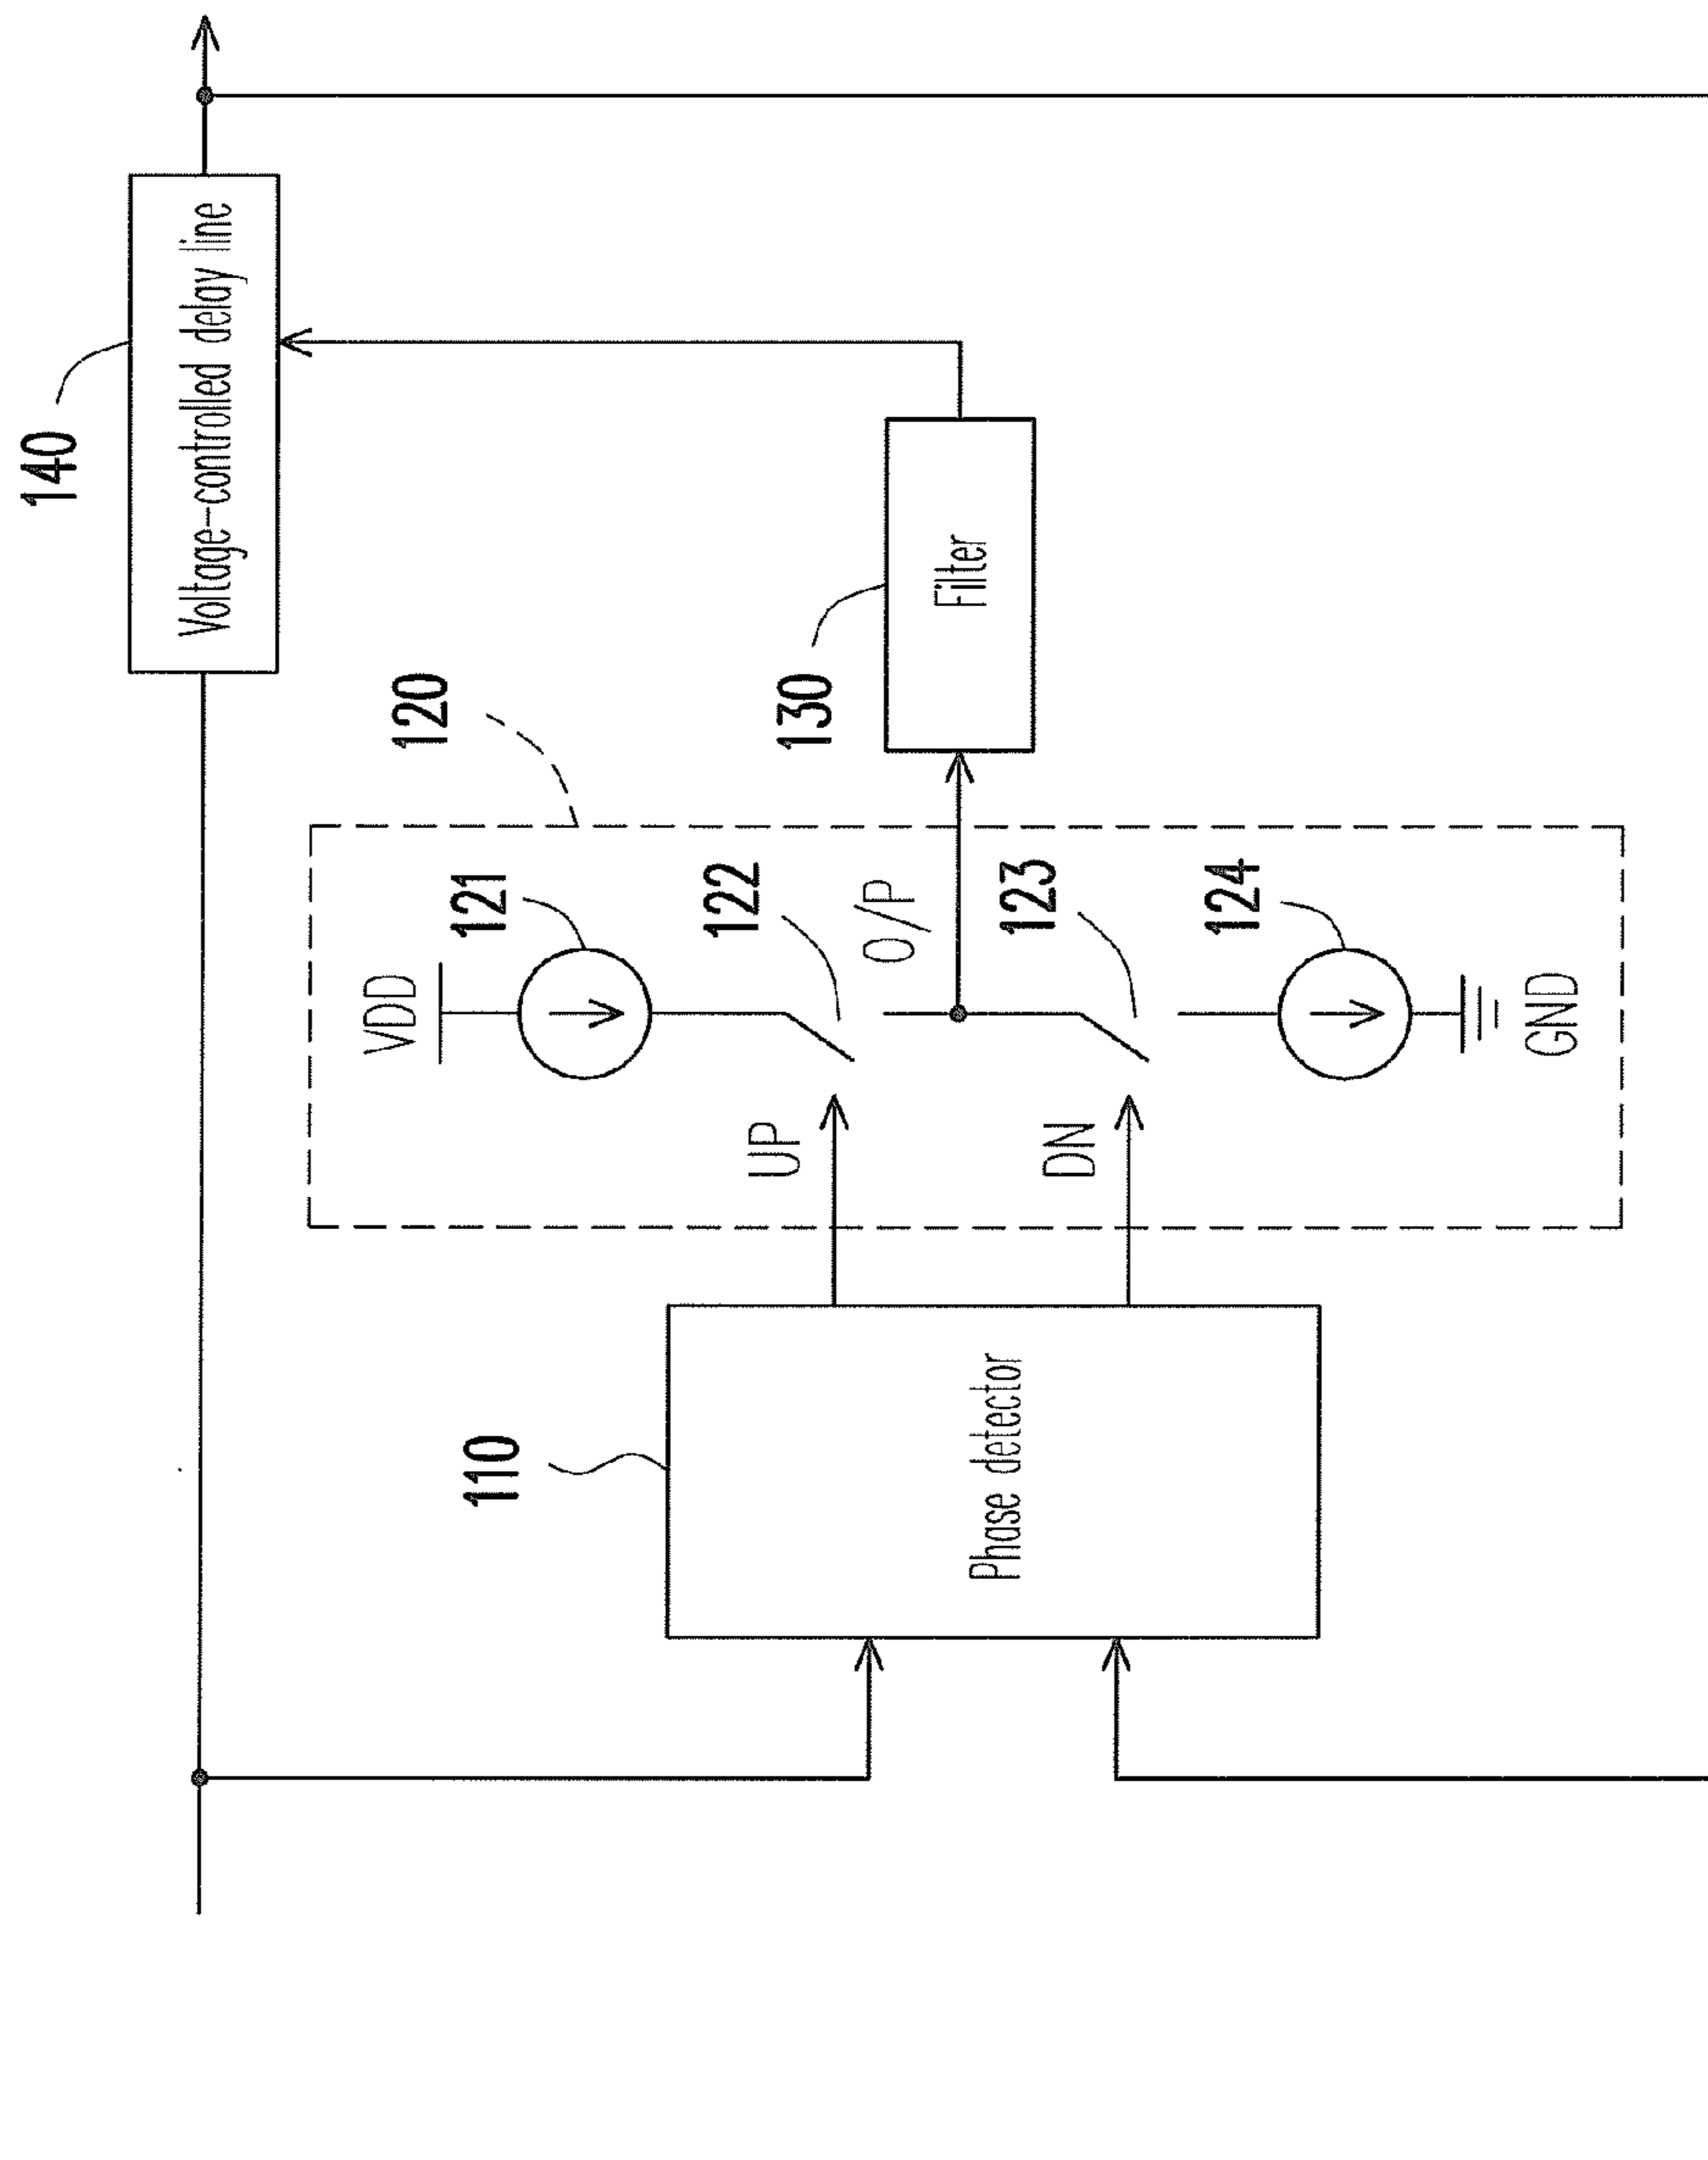 140
Voltage-controlled delay line
120
VDD
121
110
UP
122
130
O/P
Phase detector
Filter
DN
123
124
GND